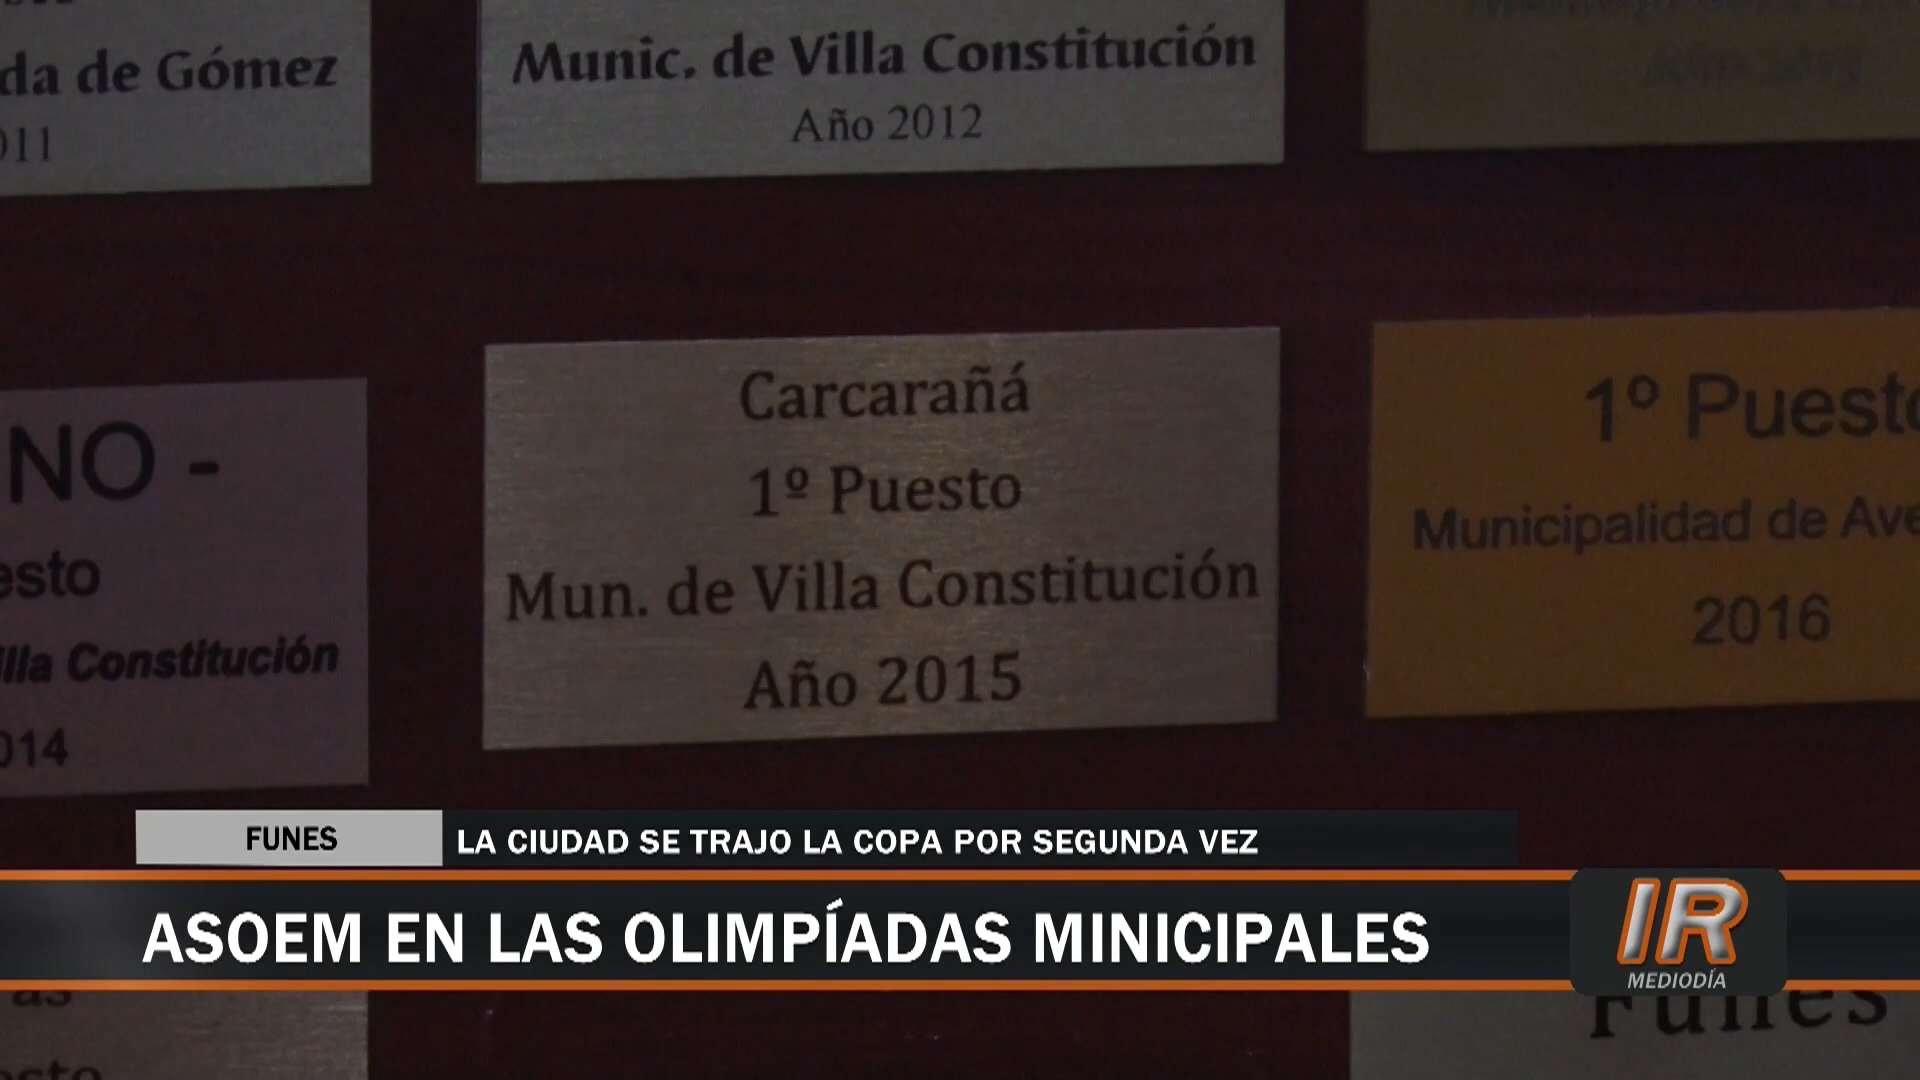 da de Gómez
Munic. de Villa Constitución
Año 2012
Carcarañá
1º Puesto
Mun. de Villa Constitución
Año 2015
1º Puesto
Municipalidad de Ave
2016
NO -
esto
illa Constitución
014
FUNES
LA CIUDAD SE TRAJO LA COPA POR SEGUNDA VEZ
ASOEM EN LAS OLIMPÍADAS MINICIPALES
IR
MEDIODÍA
as
Funes